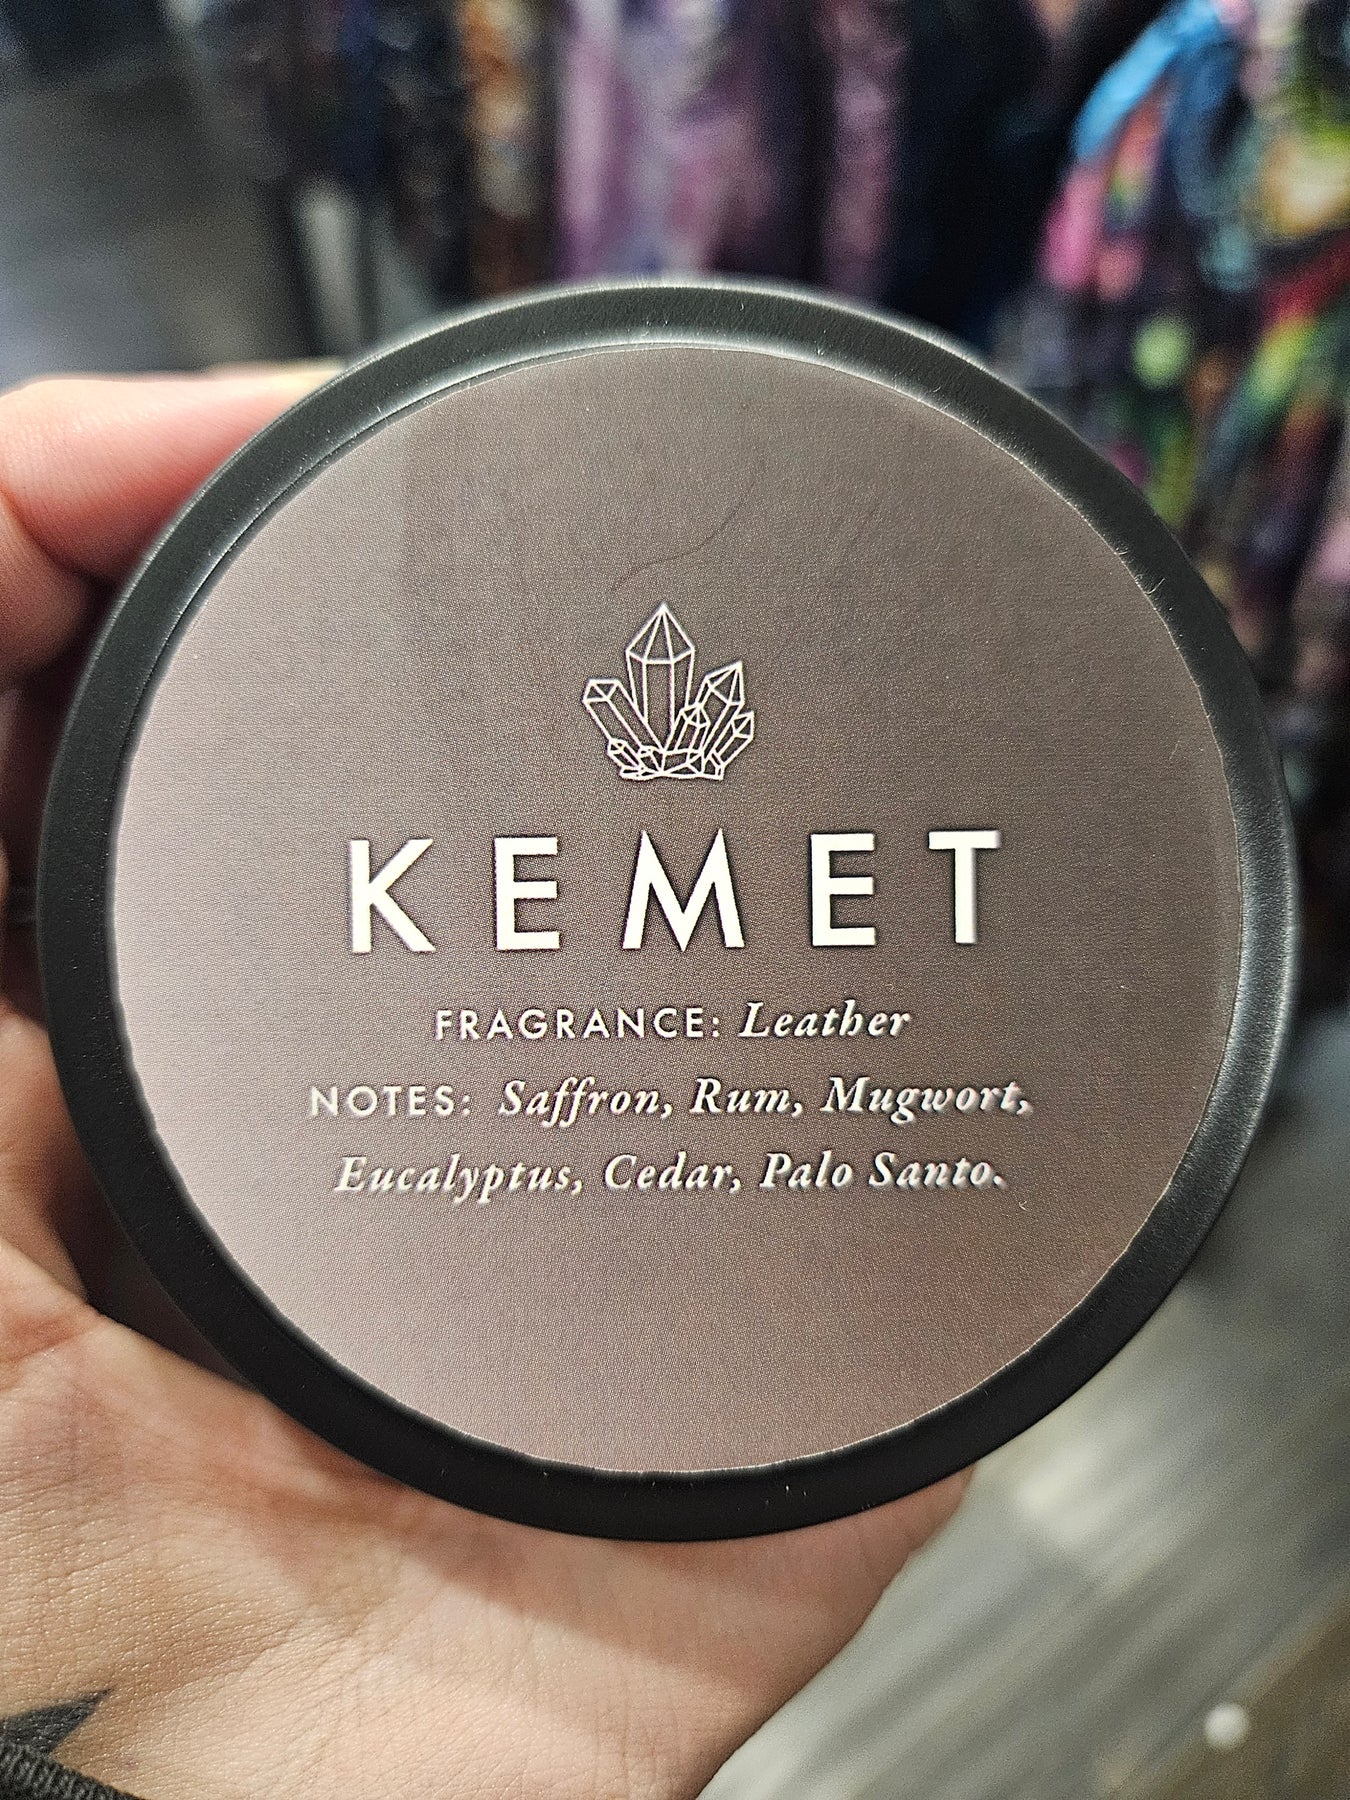 KEMET
FRAGRANCE: Leather
NOTES: Saffron, Rum, Mugwort,
Eucalyptus, Cedar, Palo Santo.